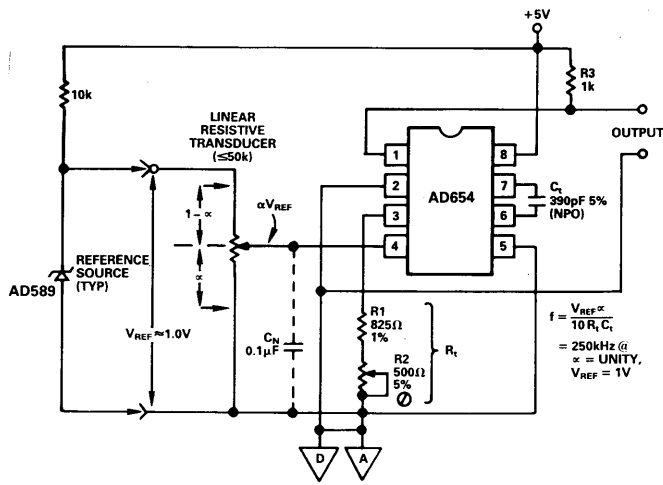 +5V
10k
R3
1k
LINEAR
RESISTIVE
TRANSDUCER
(≤50k)
OUTPUT
1
8
2
7
AD654
3
6
4
5
Ct
390pF 5%
(NPO)
1-α
αVREF
α
REFERENCE
SOURCE
(TYP)
AD589
VREF≈1.0V
CN
0.1μF
R1
825Ω
1%
R2
500Ω
5%
Rt
f = VREFα
10 Rt Ct
= 250kHz @
α = UNITY,
VREF = 1V
D
A